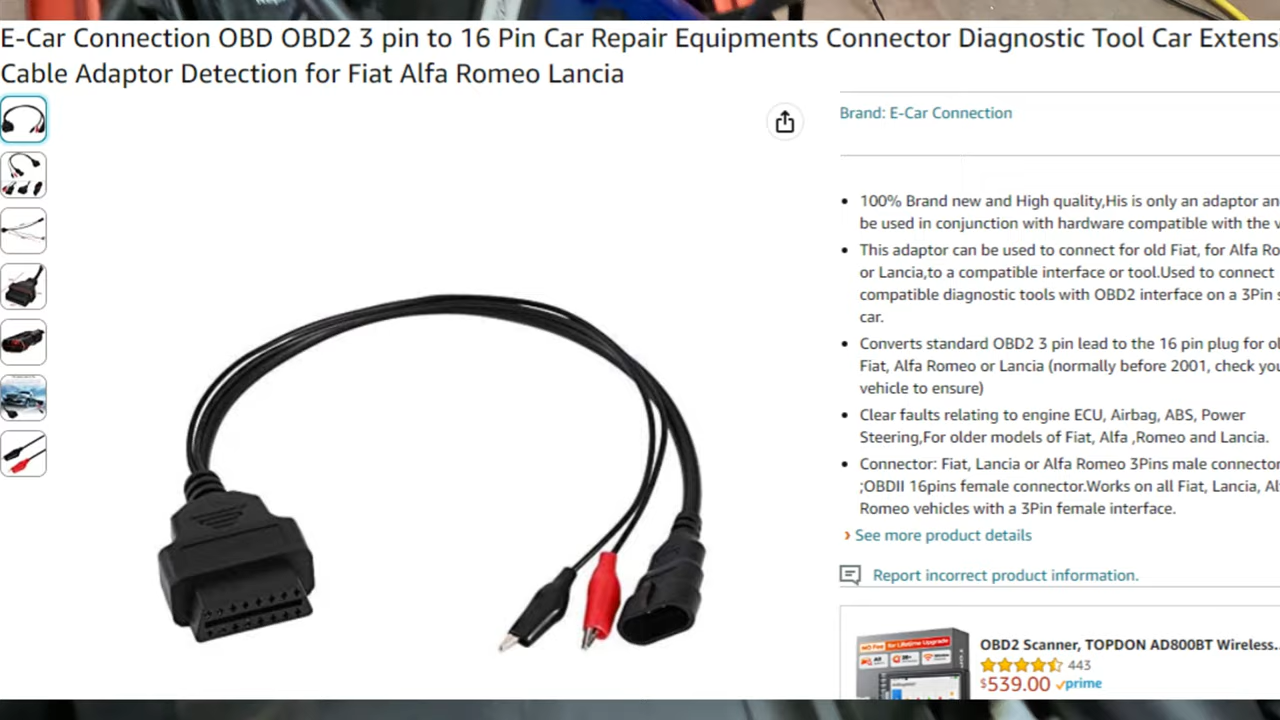 E-Car Connection OBD OBD2 3 pin to 16 Pin Car Repair Equipments Connector Diagnostic Tool Car Extens
Cable Adaptor Detection for Fiat Alfa Romeo Lancia
Brand: E-Car Connection
100% Brand new and High quality,His is only an adaptor an
be used in conjunction with hardware compatible with the v
This adaptor can be used to connect for old Fiat, for Alfa Ro
or Lancia,to a compatible interface or tool.Used to connect
compatible diagnostic tools with OBD2 interface on a 3Pin s
car.
Converts standard OBD2 3 pin lead to the 16 pin plug for ol
Fiat, Alfa Romeo or Lancia (normally before 2001, check you
vehicle to ensure)
Clear faults relating to engine ECU, Airbag, ABS, Power
Steering,For older models of Fiat, Alfa ,Romeo and Lancia.
Connector: Fiat, Lancia or Alfa Romeo 3Pins male connector
;OBDII 16pins female connector.Works on all Fiat, Lancia, Al
Romeo vehicles with a 3Pin female interface.
› See more product details
Report incorrect product information.
OBD2 Scanner, TOPDON AD800BT Wireless..
443
$539.00 prime